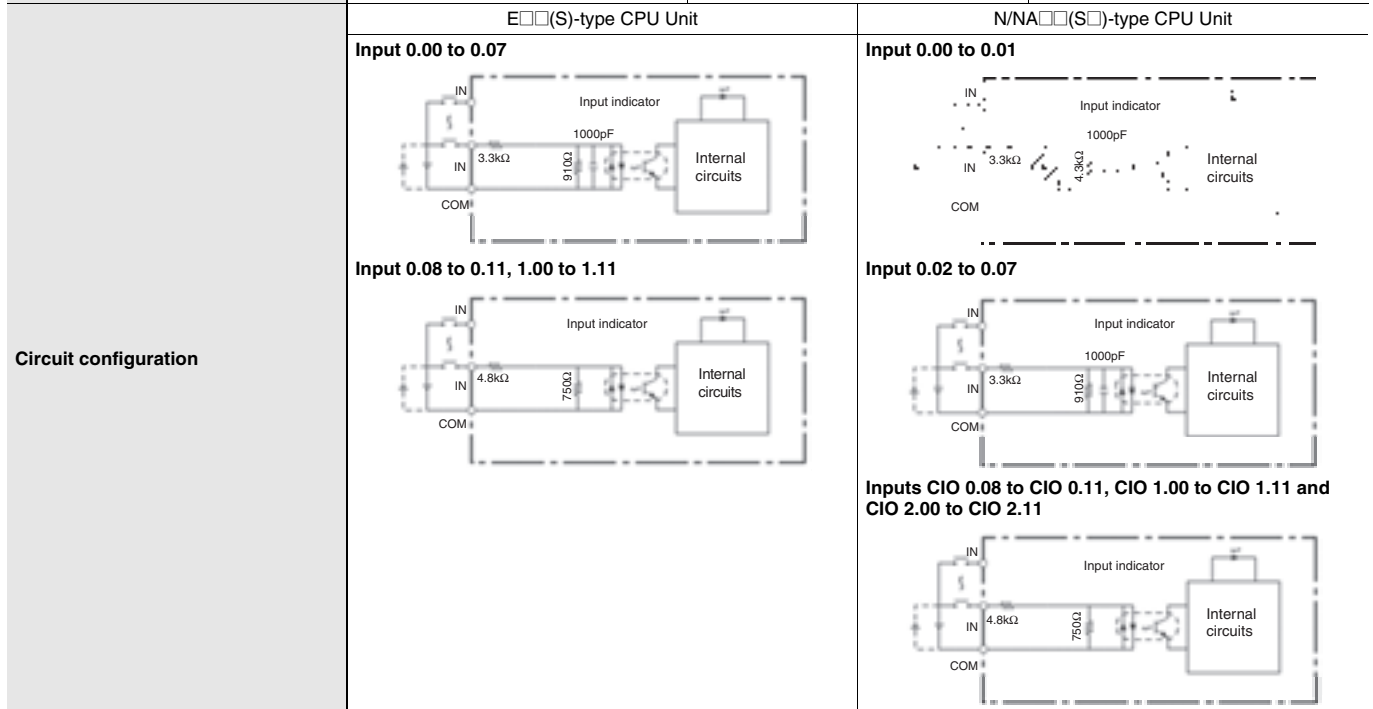 Circuit configuration
E□□(S)-type CPU Unit
Input 0.00 to 0.07
IN
Input indicator
1000pF
3.3kΩ
910Ω
IN
Internal
circuits
COM
Input 0.08 to 0.11, 1.00 to 1.11
IN
Input indicator
4.8kΩ
750Ω
IN
Internal
circuits
COM
N/NA□□(S□)-type CPU Unit
Input 0.00 to 0.01
IN
Input indicator
1000pF
3.3kΩ
4.3kΩ
IN
Internal
circuits
COM
Input 0.02 to 0.07
IN
Input indicator
1000pF
3.3kΩ
910Ω
IN
Internal
circuits
COM
Inputs CIO 0.08 to CIO 0.11, CIO 1.00 to CIO 1.11 and
CIO 2.00 to CIO 2.11
IN
Input indicator
4.8kΩ
750Ω
IN
Internal
circuits
COM